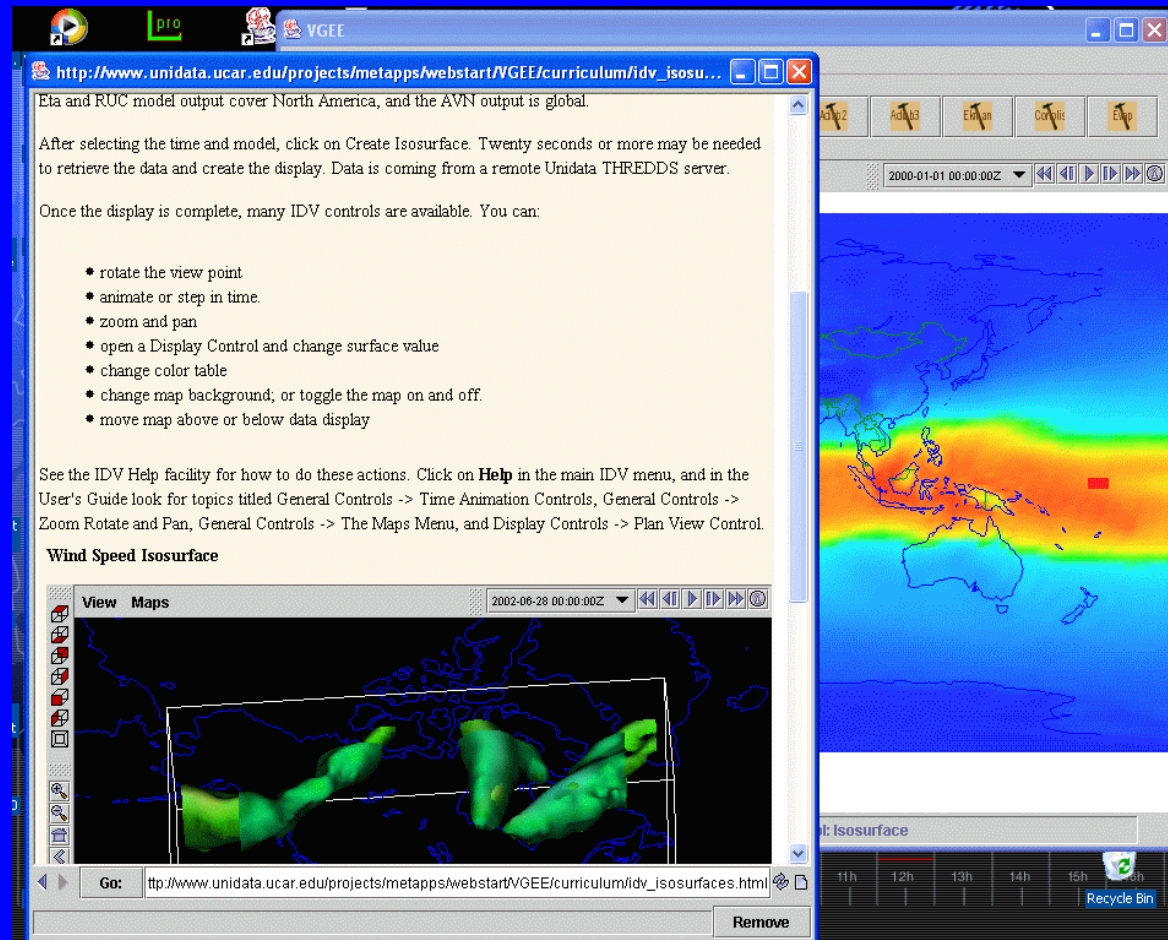 pro
VGEE
http://www.unidata.ucar.edu/projects/metapps/webstart/VGEE/curriculum/idv_isosu...
Eta and RUC model output cover North America, and the AVN output is global.
After selecting the time and model, click on Create Isosurface. Twenty seconds or more may be needed
to retrieve the data and create the display. Data is coming from a remote Unidata THREDDS server.
Once the display is complete, many IDV controls are available. You can:
rotate the view point
animate or step in time.
zoom and pan
open a Display Control and change surface value
change color table
change map background; or toggle the map on and off.
move map above or below data display
See the IDV Help facility for how to do these actions. Click on Help in the main IDV menu, and in the
User's Guide look for topics titled General Controls -> Time Animation Controls, General Controls ->
Zoom Rotate and Pan, General Controls -> The Maps Menu, and Display Controls -> Plan View Control.
Wind Speed Isosurface
View Maps 2002-06-28 00:00:00Z
Go: ttp://www.unidata.ucar.edu/projects/metapps/webstart/VGEE/curriculum/idv_isosurfaces.html
Remove
2000-01-01 00:00:00Z
Isosurface
11h 12h 13h 14h 15h
Recycle Bin